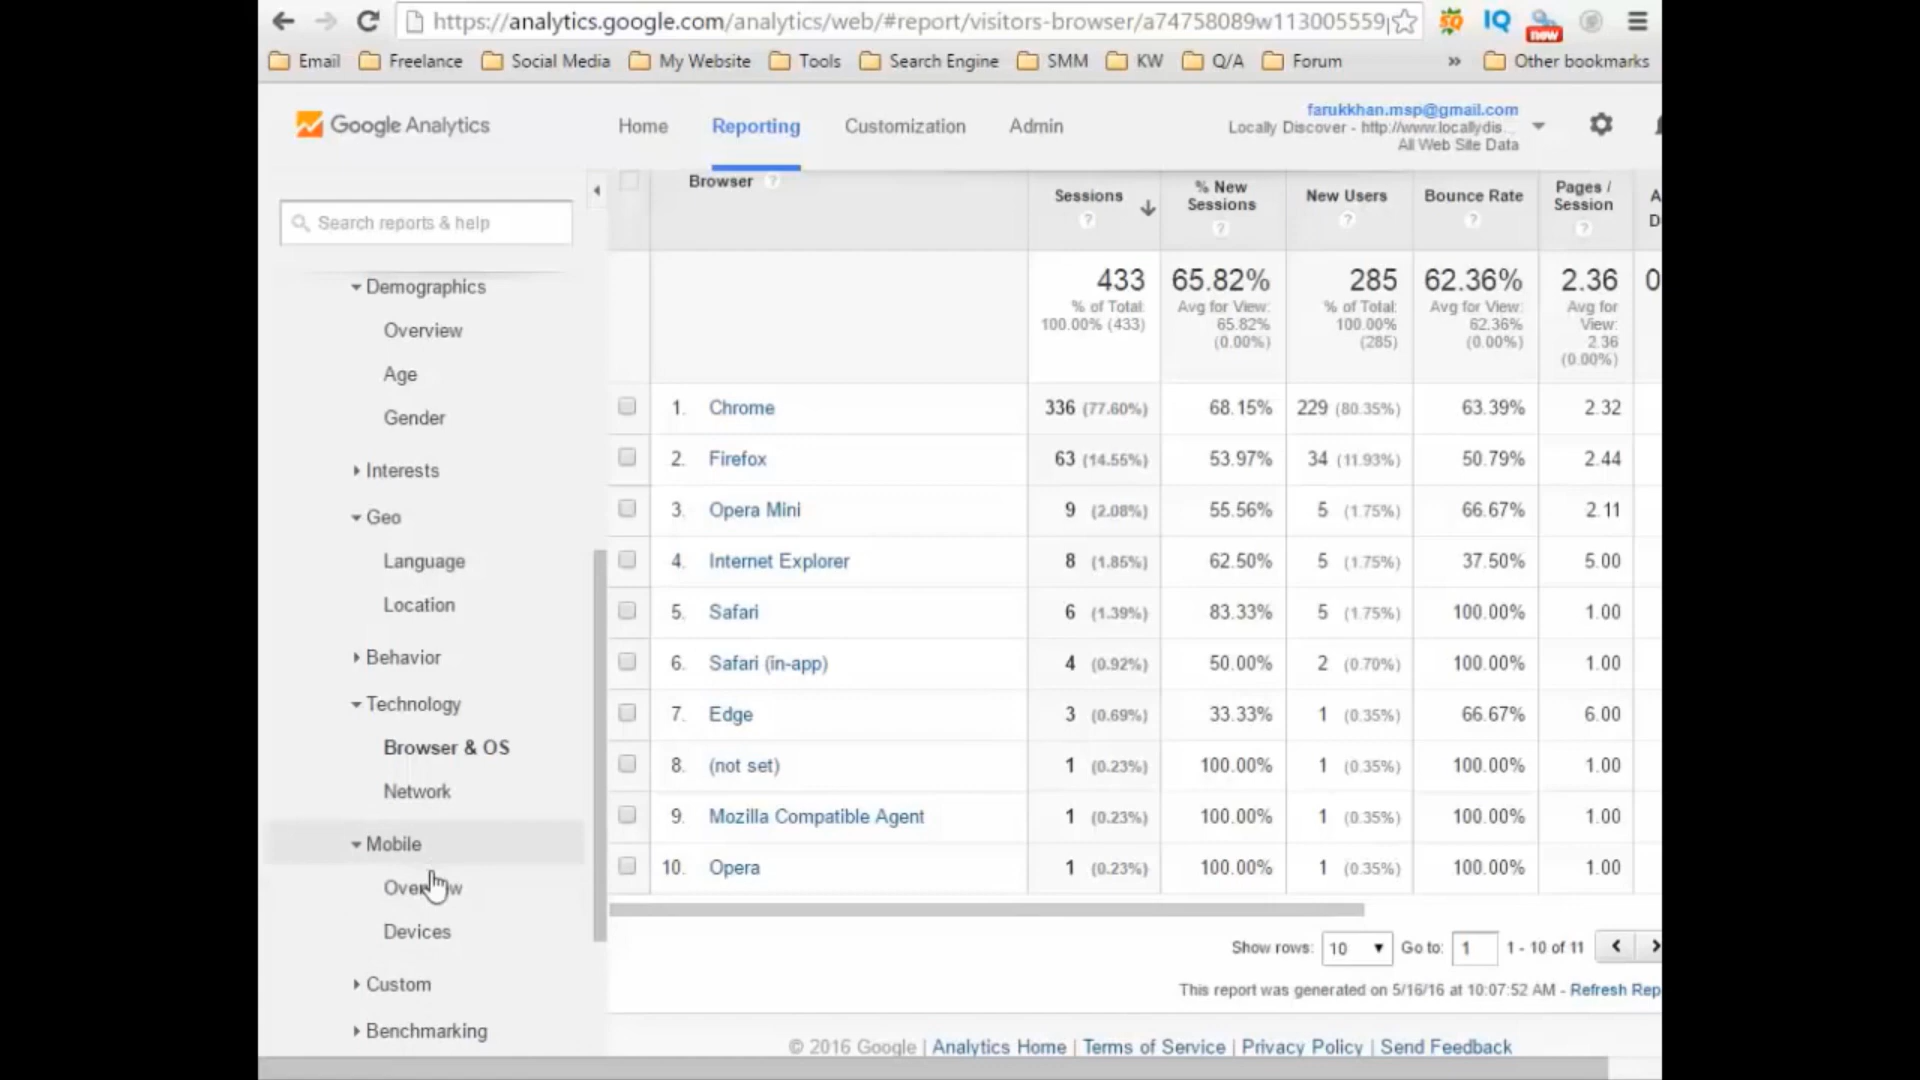 https://analytics.google.com/analytics/web/#report/visitors-browser/a74758089w113005559p
SQ IQ new
Email Freelance Social Media My Website Tools Search Engine SMM KW Q/A Forum » Other bookmarks
Google Analytics
Home Reporting Customization Admin
farukkhan.msp@gmail.com
Locally Discover - http://www.locallydis...
All Web Site Data
Search reports & help
Demographics
Overview
Age
Gender
Interests
Geo
Language
Location
Behavior
Technology
Browser & OS
Network
Mobile
Overview
Devices
Custom
Benchmarking
Browser ? Sessions ? % New Sessions ? New Users ? Bounce Rate ? Pages / Session ? A D
433 65.82% 285 62.36% 2.36 0
% of Total: 100.00% (433) Avg for View: 65.82% (0.00%) % of Total: 100.00% (285) Avg for View: 62.36% (0.00%) Avg for View: 2.36 (0.00%)
1. Chrome 336 (77.60%) 68.15% 229 (80.35%) 63.39% 2.32
2. Firefox 63 (14.55%) 53.97% 34 (11.93%) 50.79% 2.44
3. Opera Mini 9 (2.08%) 55.56% 5 (1.75%) 66.67% 2.11
4. Internet Explorer 8 (1.85%) 62.50% 5 (1.75%) 37.50% 5.00
5. Safari 6 (1.39%) 83.33% 5 (1.75%) 100.00% 1.00
6. Safari (in-app) 4 (0.92%) 50.00% 2 (0.70%) 100.00% 1.00
7. Edge 3 (0.69%) 33.33% 1 (0.35%) 66.67% 6.00
8. (not set) 1 (0.23%) 100.00% 1 (0.35%) 100.00% 1.00
9. Mozilla Compatible Agent 1 (0.23%) 100.00% 1 (0.35%) 100.00% 1.00
10. Opera 1 (0.23%) 100.00% 1 (0.35%) 100.00% 1.00
Show rows: 10 Go to: 1 1 - 10 of 11
This report was generated on 5/16/16 at 10:07:52 AM - Refresh Rep
© 2016 Google | Analytics Home | Terms of Service | Privacy Policy | Send Feedback